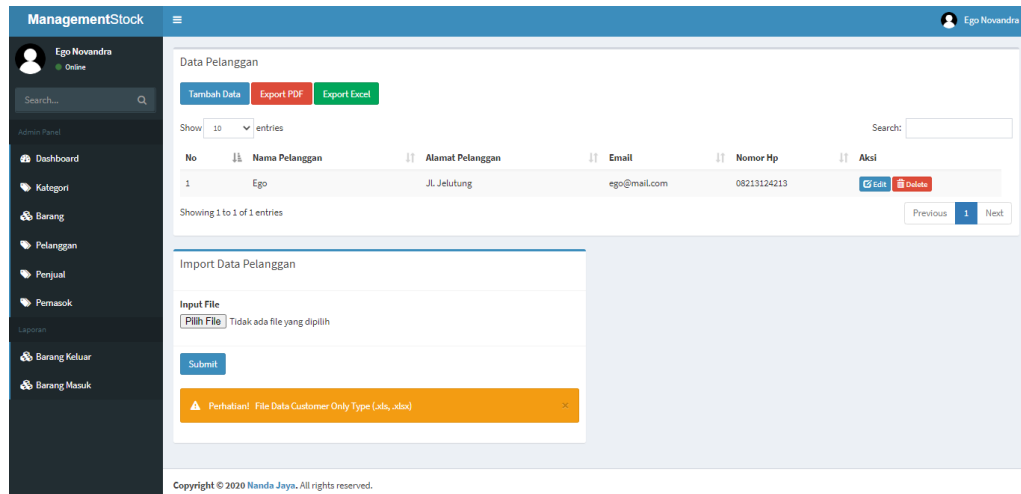 ManagementStock
Ego Novandra
Ego Novandra
Online
Search...
Admin Panel
Dashboard
Kategori
Barang
Pelanggan
Penjual
Pemasok
Laporan
Barang Keluar
Barang Masuk
Data Pelanggan
Tambah Data Export PDF Export Excel
Show 10 entries Search:
No Nama Pelanggan Alamat Pelanggan Email Nomor Hp Aksi
1 Ego Jl. Jelutung ego@mail.com 08213124213 Edit Delete
Showing 1 to 1 of 1 entries Previous 1 Next
Import Data Pelanggan
Input File
Pilih File Tidak ada file yang dipilih
Submit
Perhatian! File Data Customer Only Type (.xls, .xlsx) ×
Copyright © 2020 Nanda Jaya. All rights reserved.